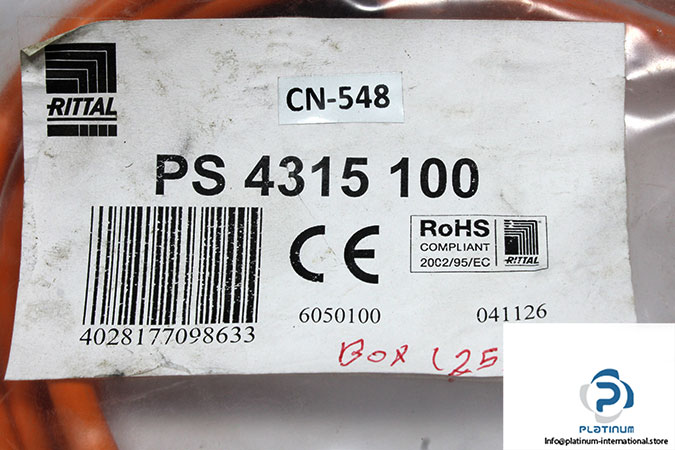 RITTAL
CN-548
PS 4315 100
RoHS
COMPLIANT
2002/95/EC
RITTAL
CE
4028177098633
6050100
041126
BOX (25
PLATINUM
Info@platinum-international.store